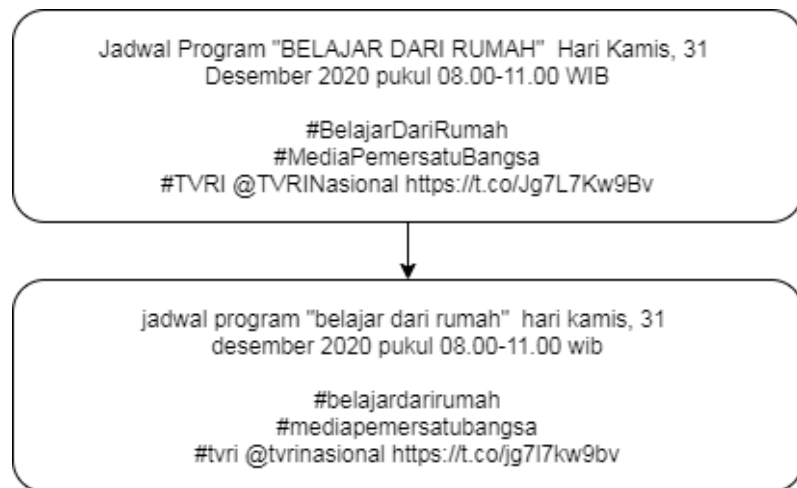 Jadwal Program "BELAJAR DARI RUMAH"  Hari Kamis, 31
Desember 2020 pukul 08.00-11.00 WIB
#BelajarDariRumah
#MediaPemersatuBangsa
#TVRI @TVRINasional https://t.co/Jg7L7Kw9Bv
jadwal program "belajar dari rumah"  hari kamis, 31
desember 2020 pukul 08.00-11.00 wib
#belajardarirumah
#mediapemersatubangsa
#tvri @tvrinasional https://t.co/jg7l7kw9bv